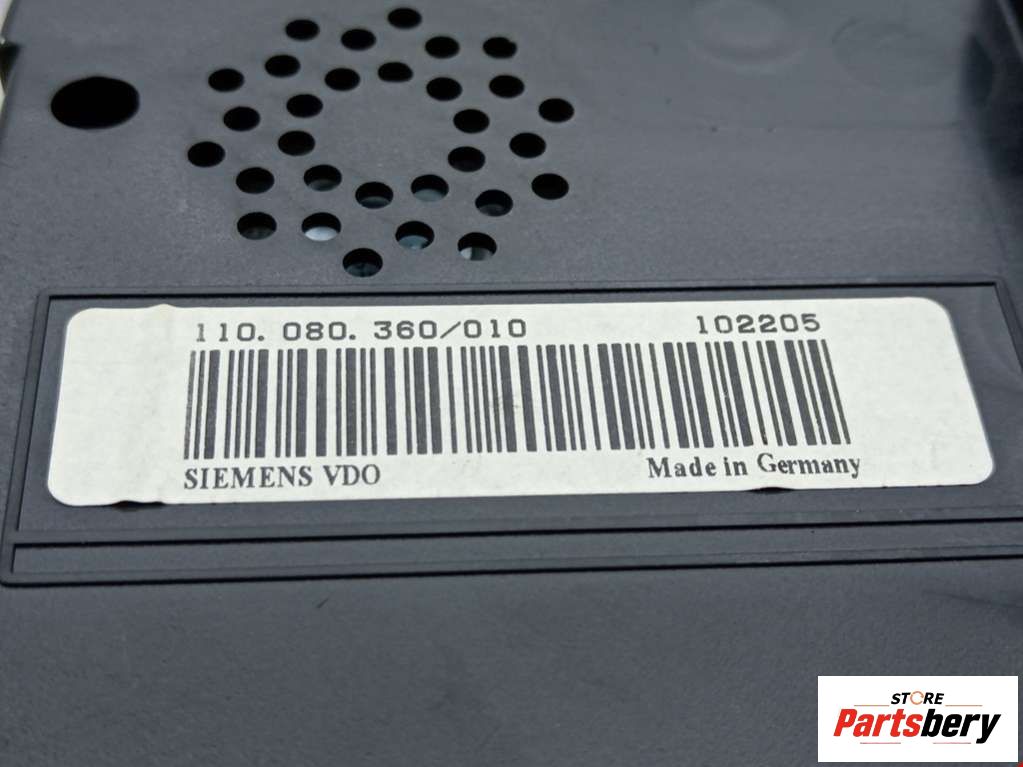 110. 080. 360/010 102205
SIEMENS VDO Made in Germany
STORE
Partsbery